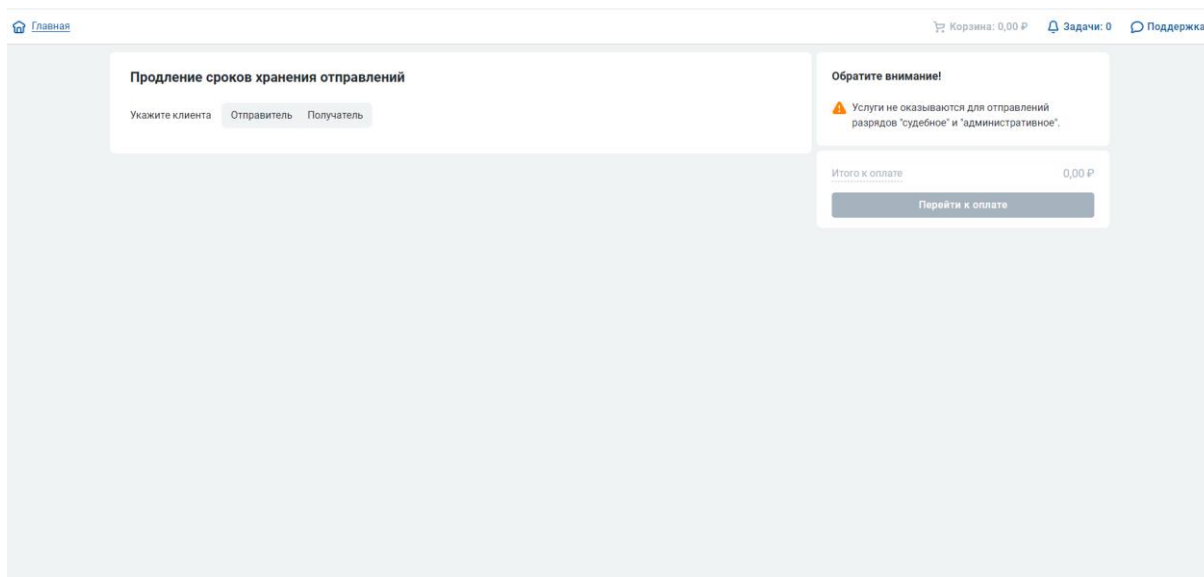 Главная
Корзина: 0,00 ₽ Задачи: 0 Поддержка
Продление сроков хранения отправлений
Укажите клиента Отправитель Получатель
Обратите внимание!
Услуги не оказываются для отправлений
разрядов "судебное" и "административное".
Итого к оплате 0,00 ₽
Перейти к оплате